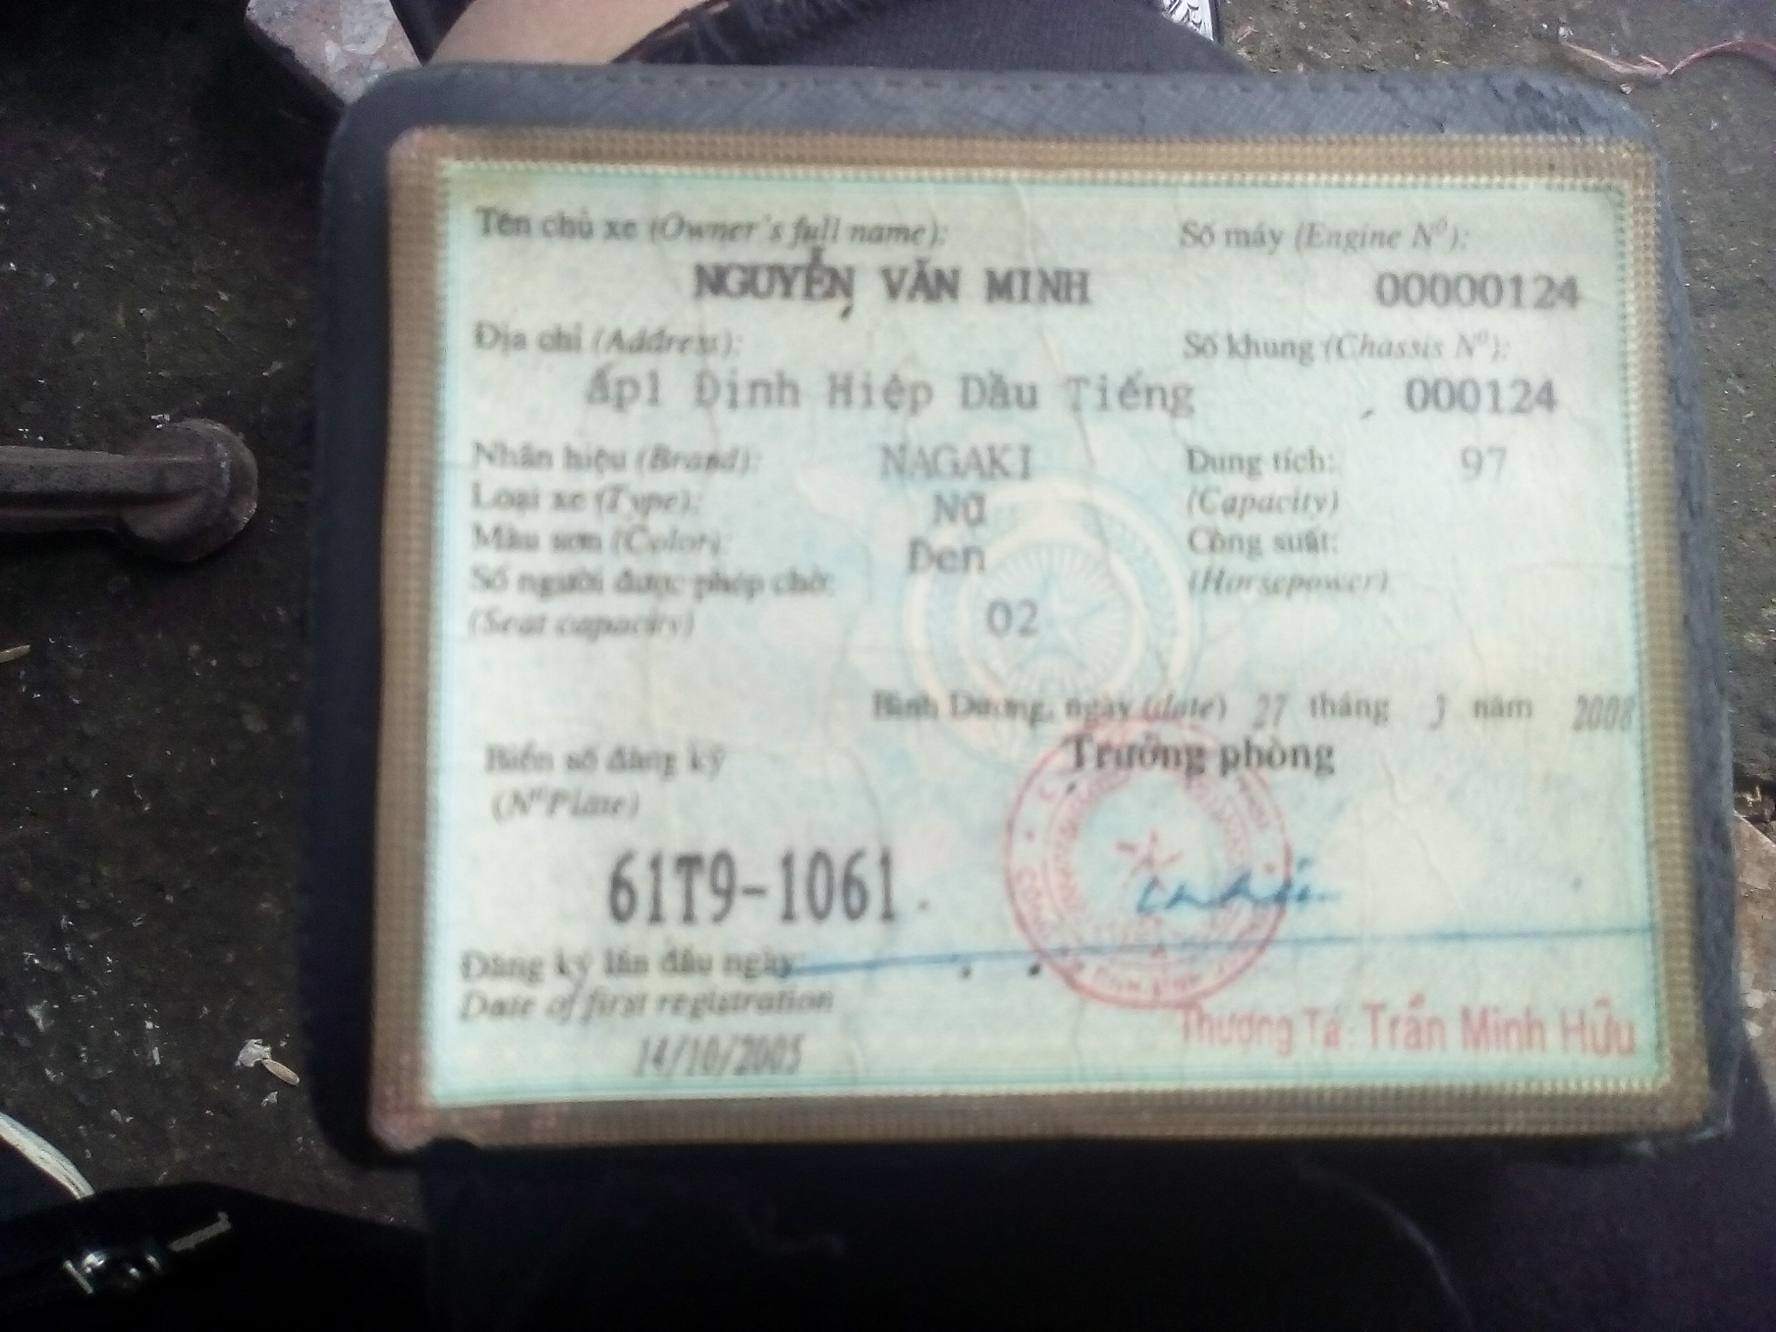 Tên chủ xe (Owner's full name):
NGUYỄN VĂN MINH
Số máy (Engine Nº):
00000124
Địa chỉ (Address):
ấp1 Định Hiệp Dầu Tiếng
Số khung (Chassis Nº):
000124
Nhãn hiệu (Brand): NAGAKI
Dung tích: 97
(Capacity)
Loại xe (Type): Nữ
Màu sơn (Color): Đen
Công suất:
(Horsepower)
Số người được phép chở: 02
(Seat capacity)
Bình Dương, ngày (date) 27 tháng 3 năm 2008
Trưởng phòng
Biển số đăng ký
(NºPlate)
61T9-1061
Đăng ký lần đầu ngày:
Date of first registration
14/10/2005
Thượng Tá: Trần Minh Hữu